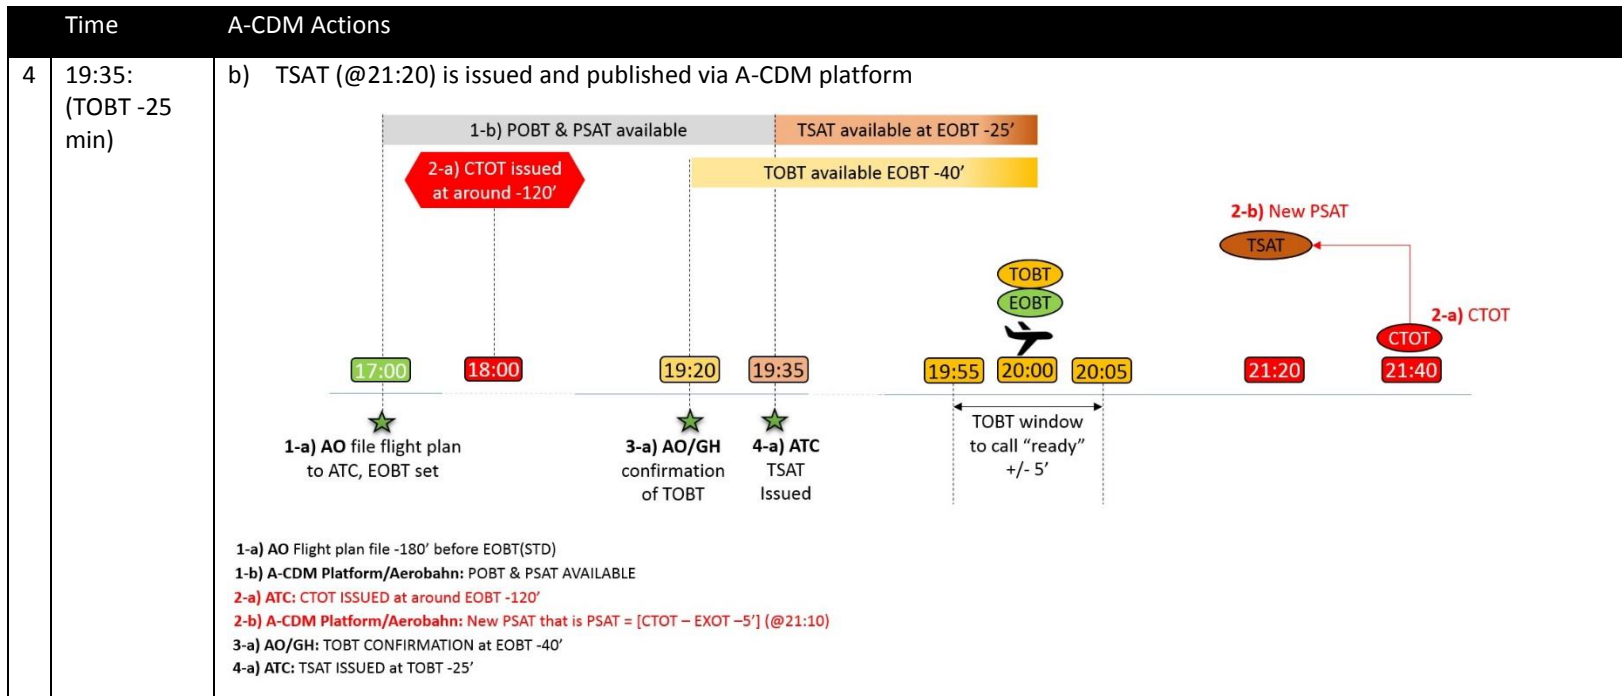 Time
A-CDM Actions
4
19:35:
(TOBT -25
min)
b) TSAT (@21:20) is issued and published via A-CDM platform
1-b) POBT & PSAT available
TSAT available at EOBT -25’
2-a) CTOT issued
at around -120’
TOBT available EOBT -40’
2-b) New PSAT
TSAT
TOBT
EOBT
2-a) CTOT
CTOT
17:00
18:00
19:20
19:35
19:55
20:00
20:05
21:20
21:40
1-a) AO file flight plan
to ATC, EOBT set
3-a) AO/GH
confirmation
of TOBT
4-a) ATC
TSAT
Issued
TOBT window
to call “ready”
+/- 5’
1-a) AO Flight plan file -180’ before EOBT(STD)
1-b) A-CDM Platform/Aerobahn: POBT & PSAT AVAILABLE
2-a) ATC: CTOT ISSUED at around EOBT -120’
2-b) A-CDM Platform/Aerobahn: New PSAT that is PSAT = [CTOT – EXOT –5’] (@21:10)
3-a) AO/GH: TOBT CONFIRMATION at EOBT -40’
4-a) ATC: TSAT ISSUED at TOBT -25’